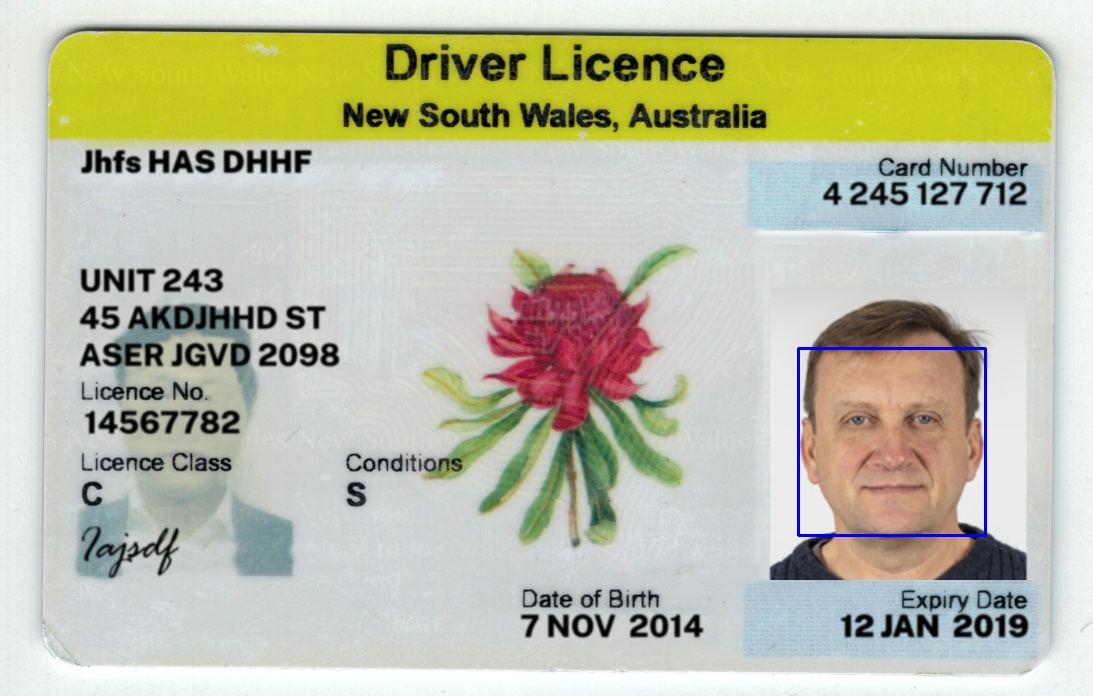 Driver Licence
New South Wales, Australia
Jhfs HAS DHHF
Card Number
4 245 127 712
UNIT 243
45 AKDJHHD ST
ASER JGVD 2098
Licence No.
14567782
Licence Class
Conditions
C
S
Iajsdf
Date of Birth
7 NOV 2014
Expiry Date
12 JAN 2019